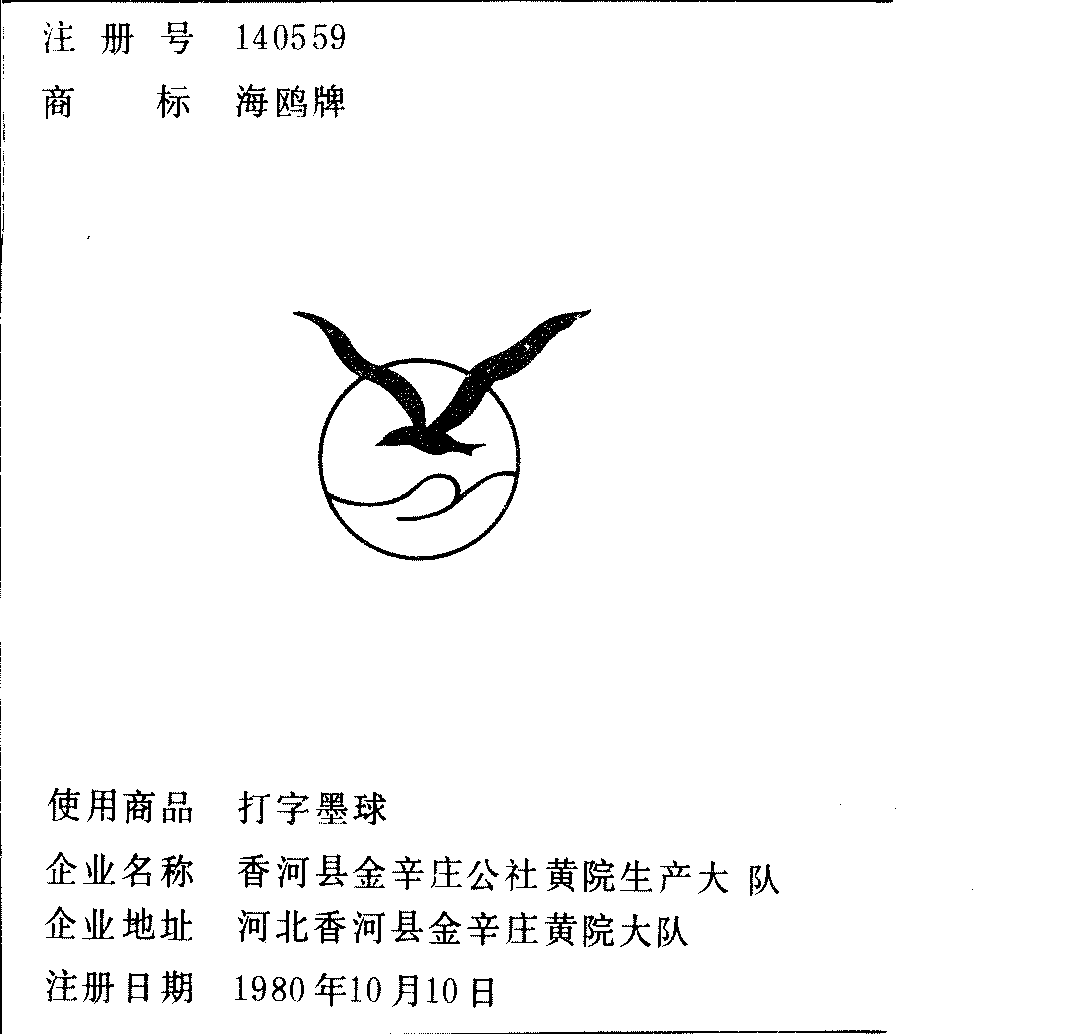 注册号 140559
商标 海鸥牌
使用商品 打字墨球
企业名称 香河县金辛庄公社黄院生产大队
企业地址 河北香河县金辛庄黄院大队
注册日期 1980年10月10日